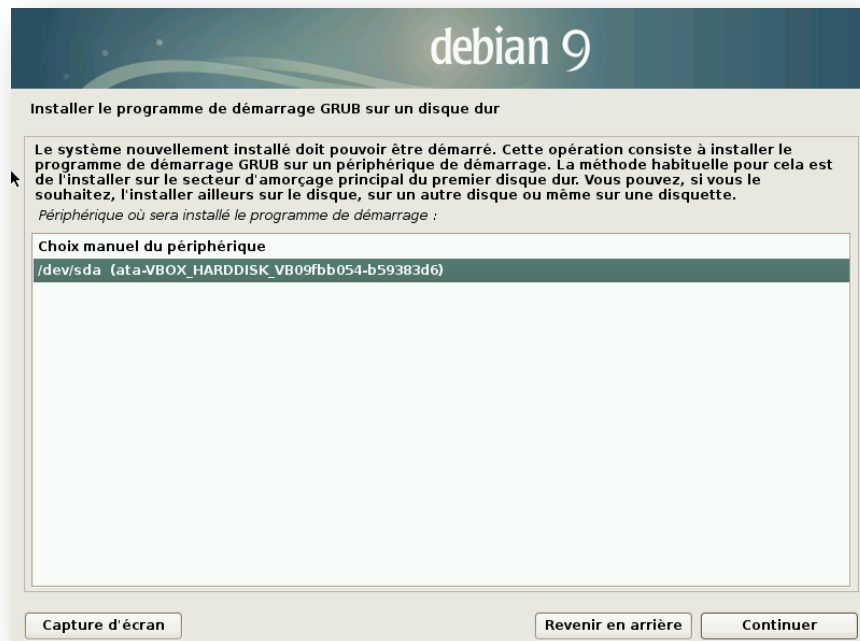 debian 9
Installer le programme de démarrage GRUB sur un disque dur
Le système nouvellement installé doit pouvoir être démarré. Cette opération consiste à installer le
programme de démarrage GRUB sur un périphérique de démarrage. La méthode habituelle pour cela est
de l'installer sur le secteur d'amorçage principal du premier disque dur. Vous pouvez, si vous le
souhaitez, l'installer ailleurs sur le disque, sur un autre disque ou même sur une disquette.
Périphérique où sera installé le programme de démarrage :
Choix manuel du périphérique
/dev/sda (ata-VBOX_HARDDISK_VB09fbb054-b59383d6)
Capture d'écran
Revenir en arrière
Continuer